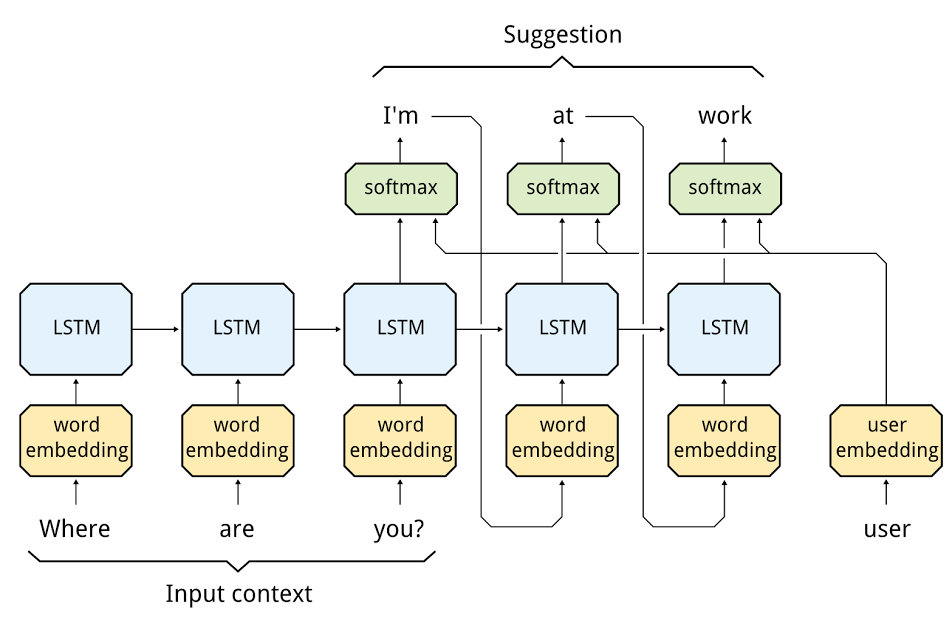 Suggestion
I'm at work
softmax softmax softmax
LSTM LSTM LSTM LSTM LSTM
word word word word word user
embedding embedding embedding embedding embedding embedding
Where are you? user
Input context